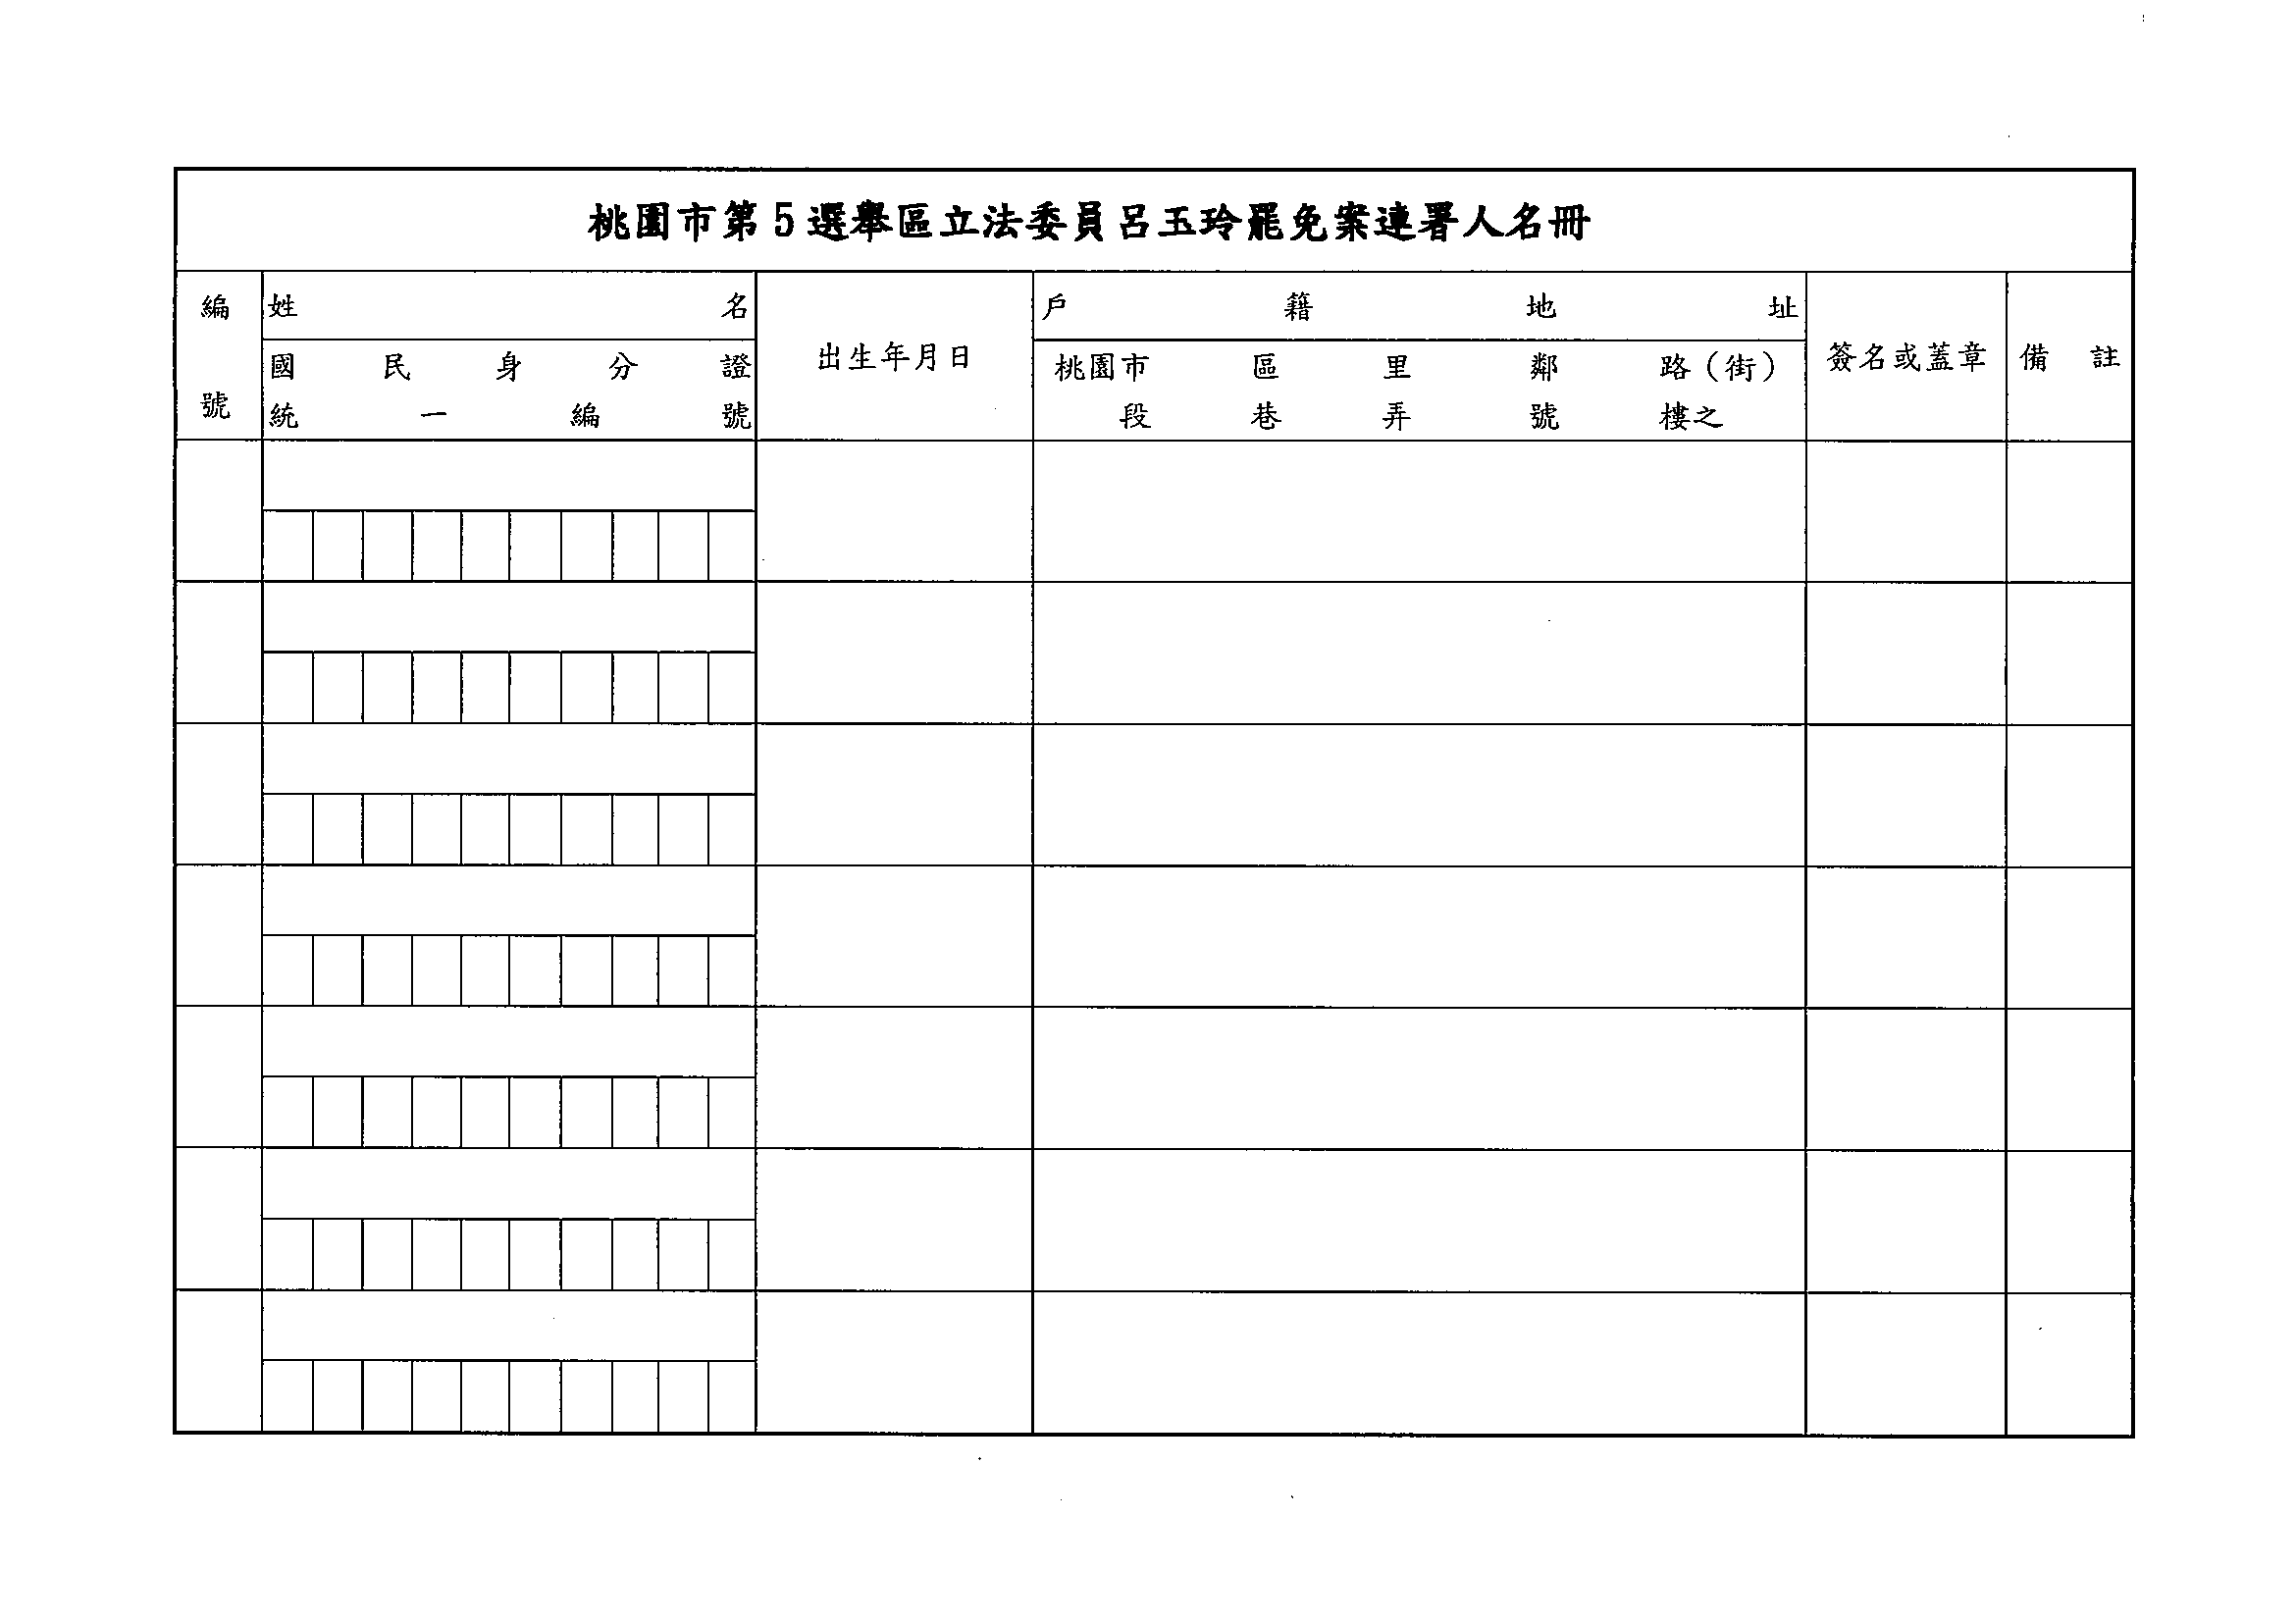 桃園市第5選舉區立法委員呂玉玲罷免案連署人名冊
編號
姓名
國民身分證
統一編號
出生年月日
戶籍地址
桃園市 區 里 鄰 路（街）
段 巷 弄 號 樓之
簽名或蓋章
備註